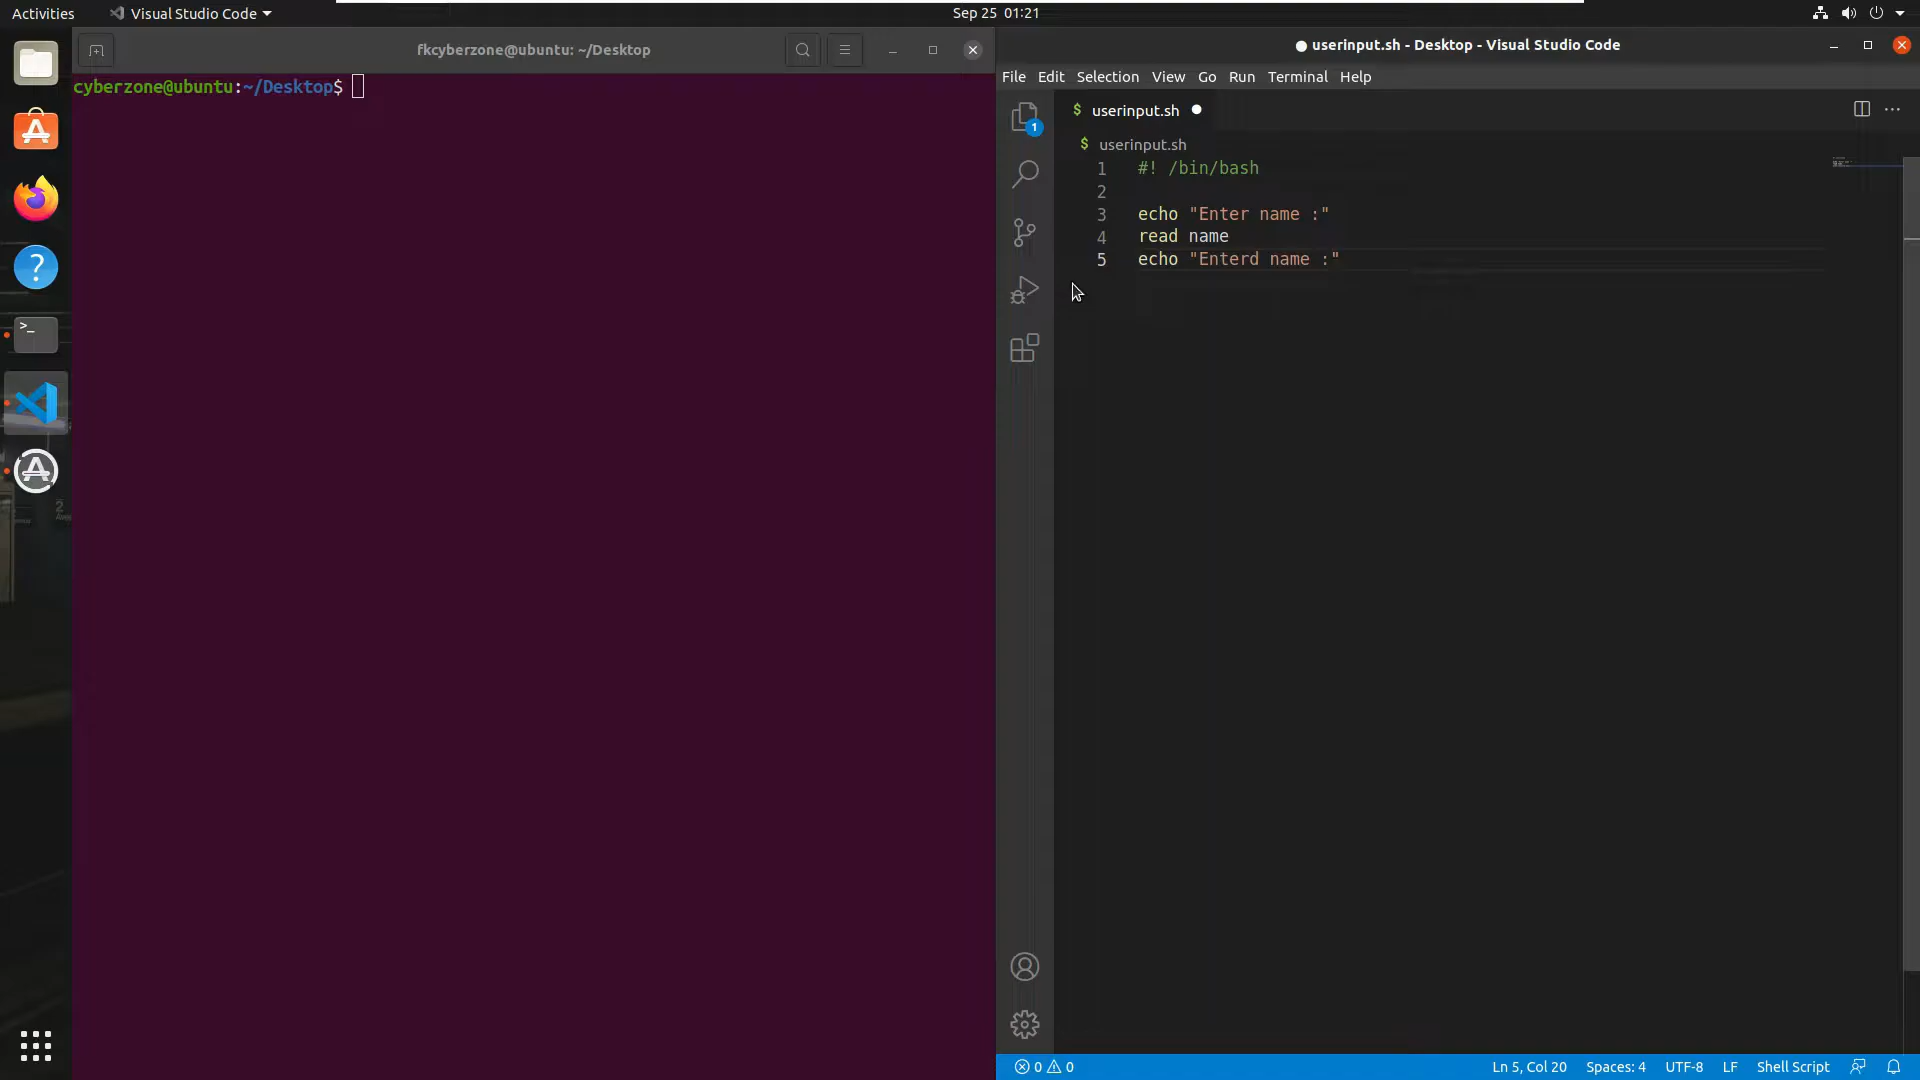 Activities
Visual Studio Code
Sep 25 01:21
fkcyberzone@ubuntu: ~/Desktop
cyberzone@ubuntu:~/Desktop$
● userinput.sh - Desktop - Visual Studio Code
File Edit Selection View Go Run Terminal Help
1
$ userinput.sh ●
$ userinput.sh
1 #! /bin/bash
2
3 echo "Enter name :"
4 read name
5 echo "Enterd name :"
0 0
Ln 5, Col 20
Spaces: 4
UTF-8
LF
Shell Script